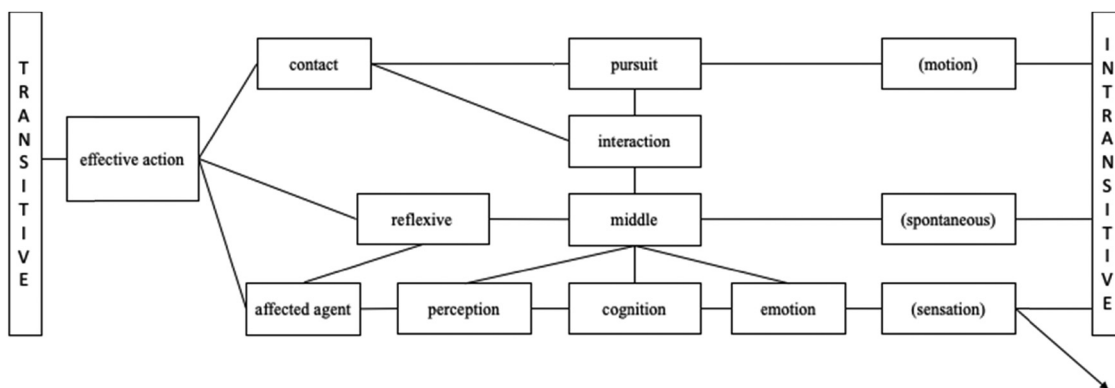 TRANSITIVE
effective action
contact
pursuit
(motion)
interaction
reflexive
middle
(spontaneous)
affected agent
perception
cognition
emotion
(sensation)
INTRANSITIVE